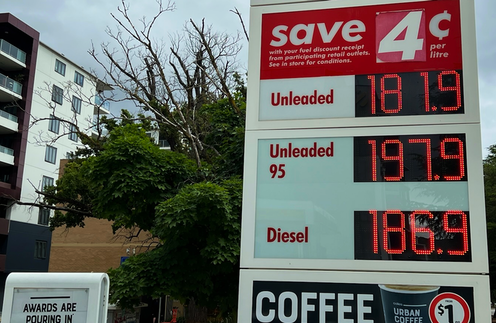 save 4¢ per litre
with your fuel discount receipt
from participating retail outlets.
See in store for conditions.
Unleaded 181.9
Unleaded 95 197.9
Diesel 186.9
COFFEE
URBAN
COFFEE
$1
AWARDS ARE
POURING IN